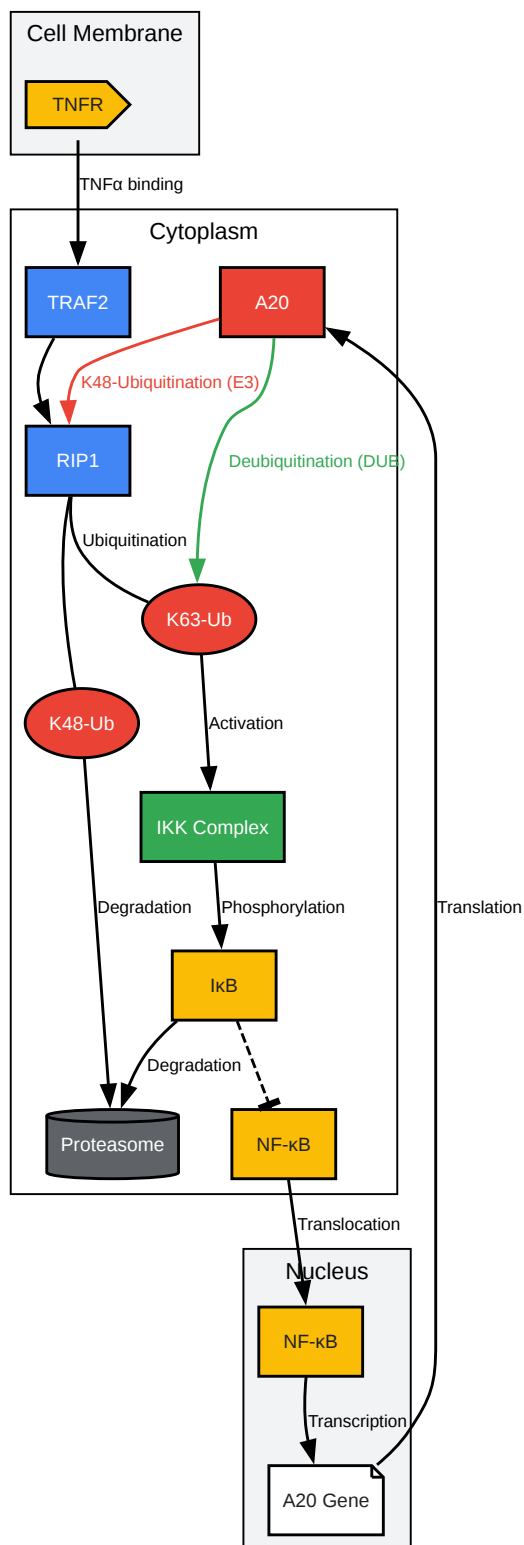 Cell Membrane
TNFR
TNFα binding
Cytoplasm
TRAF2
A20
K48-Ubiquitination (E3)
RIP1
Deubiquitination (DUB)
Ubiquitination
K63-Ub
K48-Ub
Activation
IKK Complex
Degradation
Phosphorylation
Translation
IκB
Degradation
Proteasome
NF-κB
Translocation
Nucleus
NF-κB
Transcription
A20 Gene